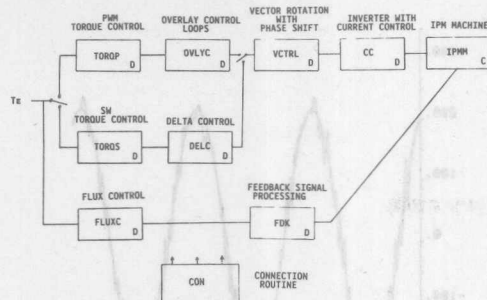 PWM
TORQUE CONTROL
OVERLAY CONTROL
LOOPS
VECTOR ROTATION
WITH
PHASE SHIFT
INVERTER WITH
CURRENT CONTROL
IPM MACHINE
TORQP
D
OVLYC
D
VCTRL
D
CC
D
IPMM
C
TE
SW
TORQUE CONTROL
DELTA CONTROL
TORQS
D
DELC
D
FLUX CONTROL
FEEDBACK SIGNAL
PROCESSING
FLUXC
D
FDK
D
CON
CONNECTION
ROUTINE